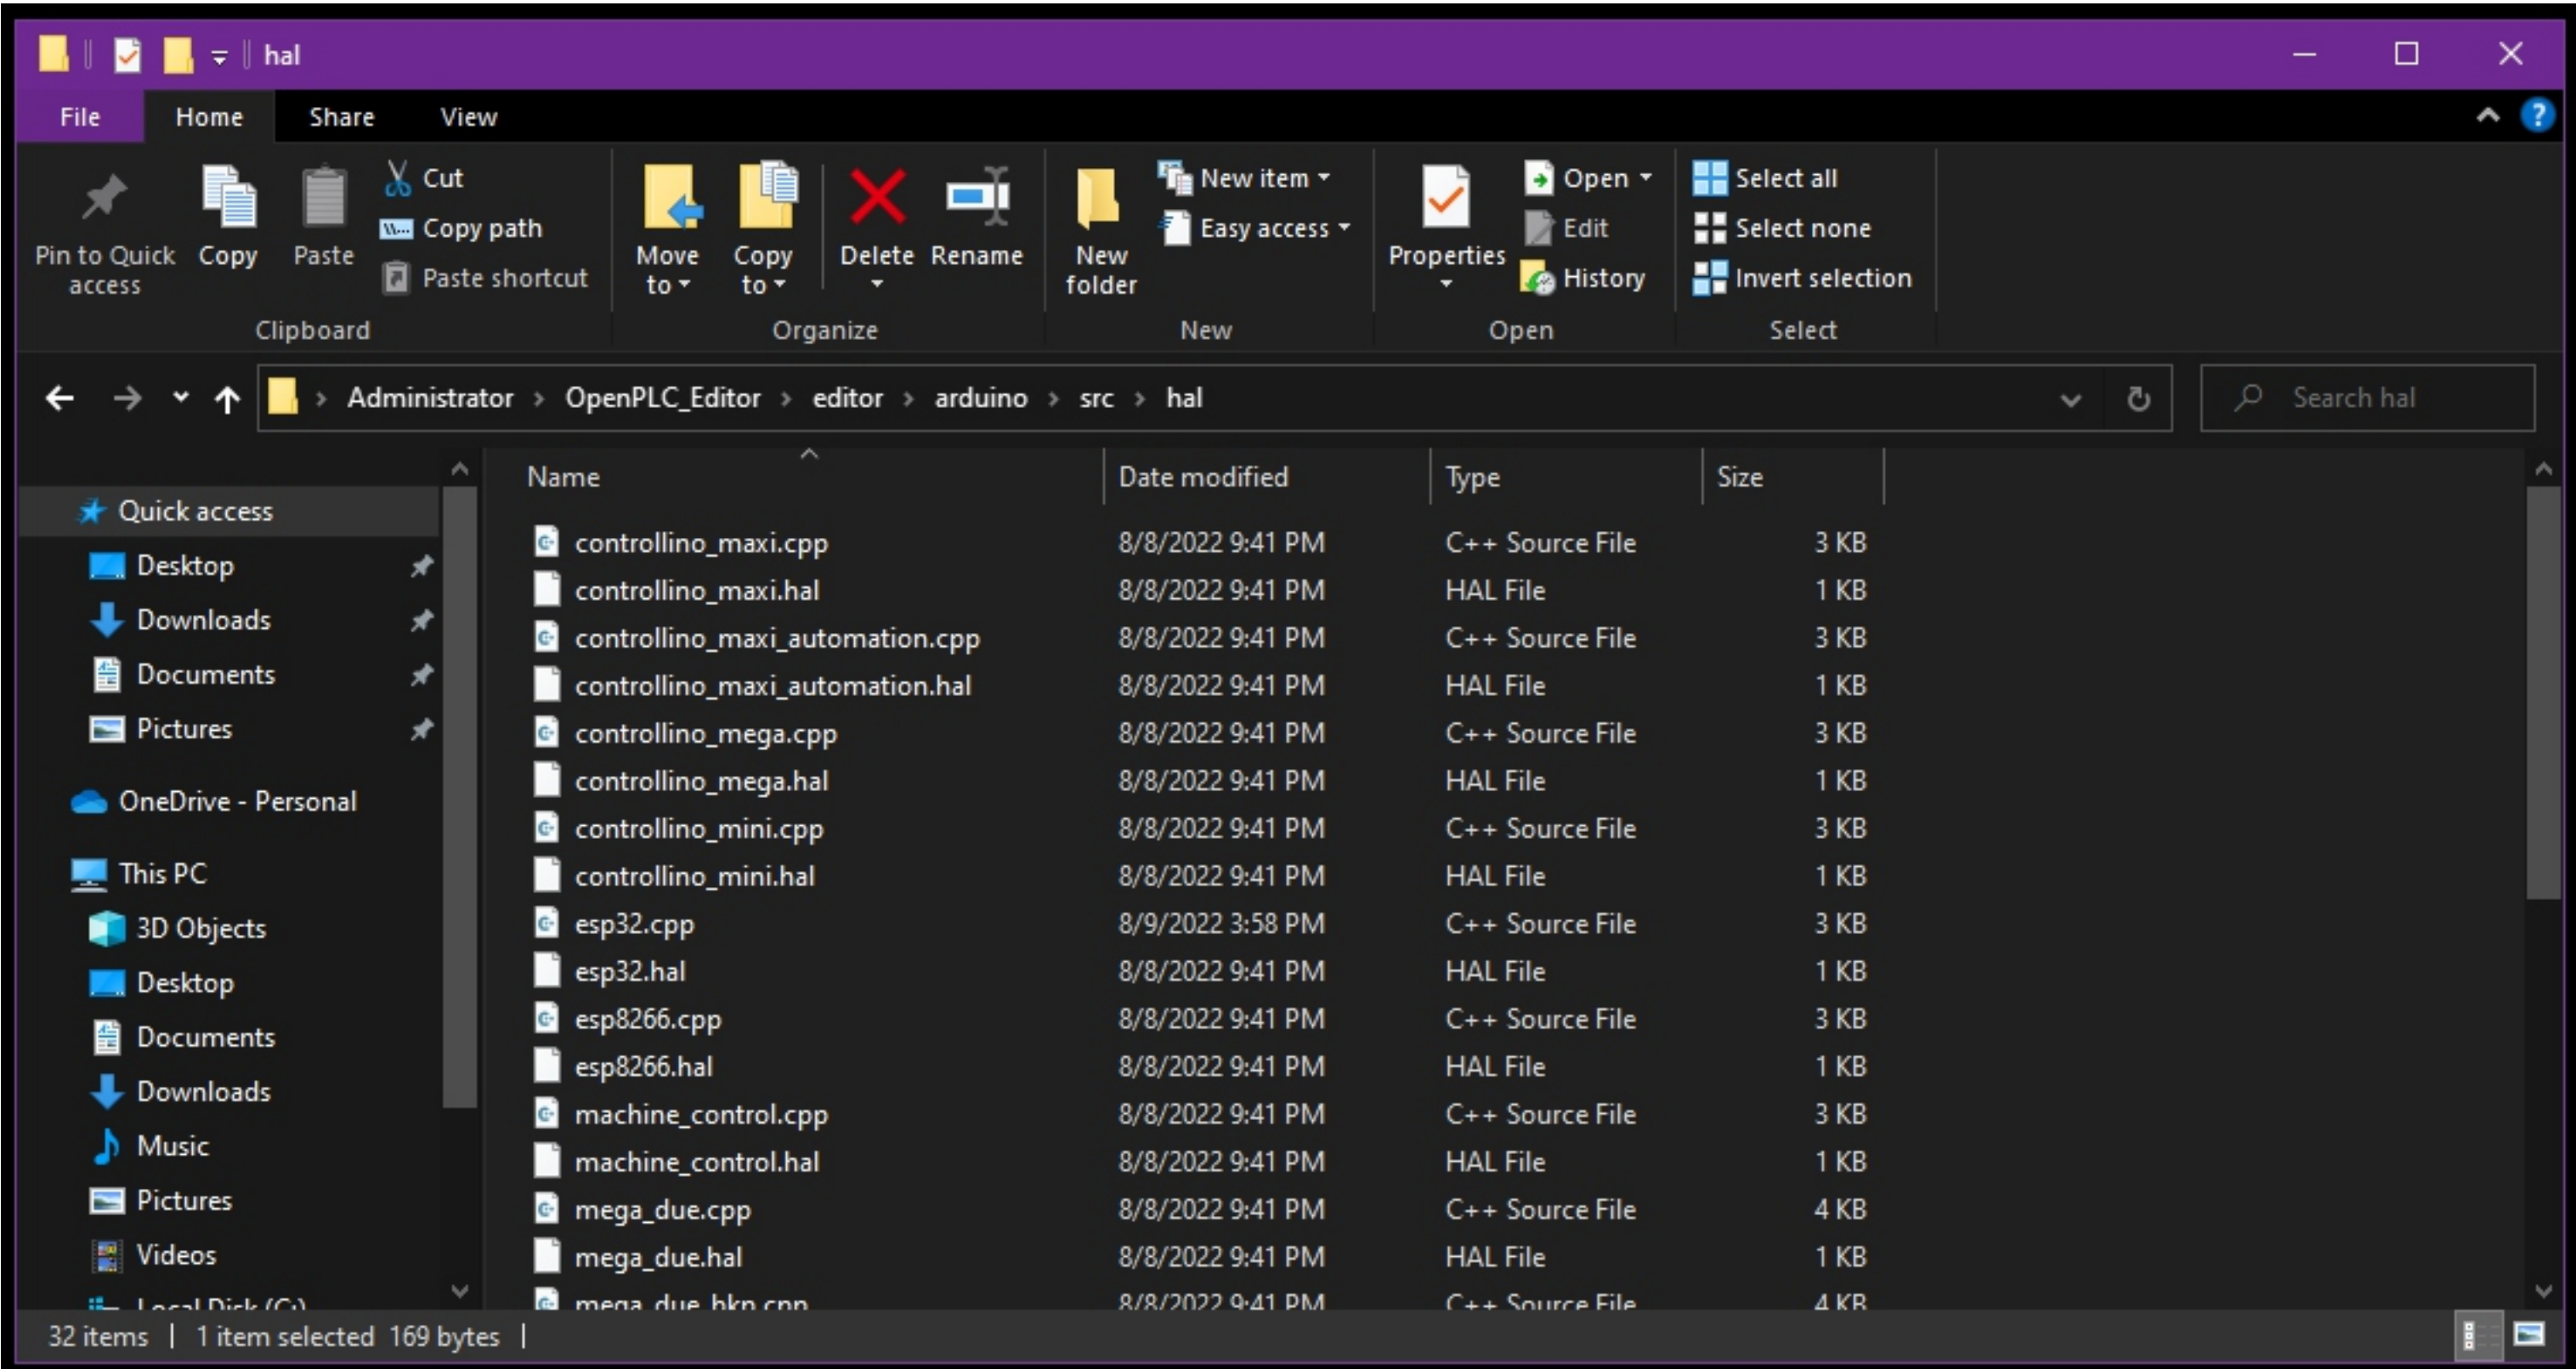 hal
File Home Share View
Pin to Quick access
Copy
Paste
Cut
Copy path
Paste shortcut
Clipboard
Move to
Copy to
Delete
Rename
Organize
New folder
New item
Easy access
New
Properties
Open
Edit
History
Open
Select all
Select none
Invert selection
Select
Administrator > OpenPLC_Editor > editor > arduino > src > hal
Search hal
Quick access
Desktop
Downloads
Documents
Pictures
OneDrive - Personal
This PC
3D Objects
Desktop
Documents
Downloads
Music
Pictures
Videos
Local Disk (C:)
Name Date modified Type Size
controllino_maxi.cpp 8/8/2022 9:41 PM C++ Source File 3 KB
controllino_maxi.hal 8/8/2022 9:41 PM HAL File 1 KB
controllino_maxi_automation.cpp 8/8/2022 9:41 PM C++ Source File 3 KB
controllino_maxi_automation.hal 8/8/2022 9:41 PM HAL File 1 KB
controllino_mega.cpp 8/8/2022 9:41 PM C++ Source File 3 KB
controllino_mega.hal 8/8/2022 9:41 PM HAL File 1 KB
controllino_mini.cpp 8/8/2022 9:41 PM C++ Source File 3 KB
controllino_mini.hal 8/8/2022 9:41 PM HAL File 1 KB
esp32.cpp 8/9/2022 3:58 PM C++ Source File 3 KB
esp32.hal 8/8/2022 9:41 PM HAL File 1 KB
esp8266.cpp 8/8/2022 9:41 PM C++ Source File 3 KB
esp8266.hal 8/8/2022 9:41 PM HAL File 1 KB
machine_control.cpp 8/8/2022 9:41 PM C++ Source File 3 KB
machine_control.hal 8/8/2022 9:41 PM HAL File 1 KB
mega_due.cpp 8/8/2022 9:41 PM C++ Source File 4 KB
mega_due.hal 8/8/2022 9:41 PM HAL File 1 KB
mega_due_bkp.cpp 8/8/2022 9:41 PM C++ Source File 4 KB
32 items | 1 item selected 169 bytes |